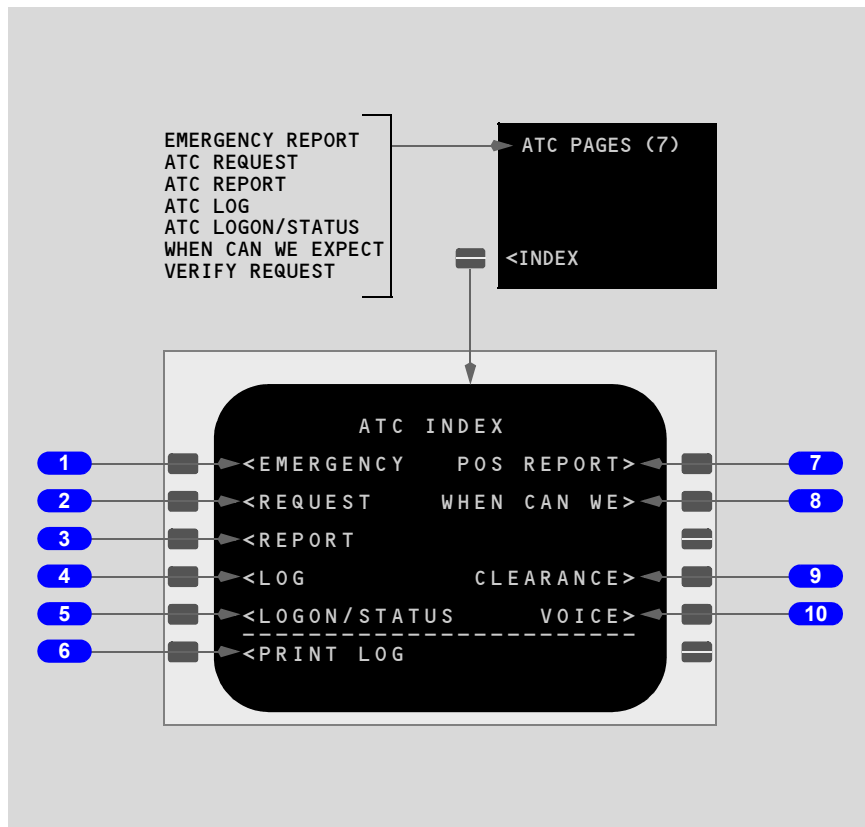 EMERGENCY REPORT
ATC REQUEST
ATC REPORT
ATC LOG
ATC LOGON/STATUS
WHEN CAN WE EXPECT
VERIFY REQUEST
ATC PAGES (7)
<INDEX
ATC INDEX
1 <EMERGENCY POS REPORT> 7
2 <REQUEST WHEN CAN WE> 8
3 <REPORT
4 <LOG CLEARANCE> 9
5 <LOGON/STATUS VOICE> 10
------------------------
6 <PRINT LOG